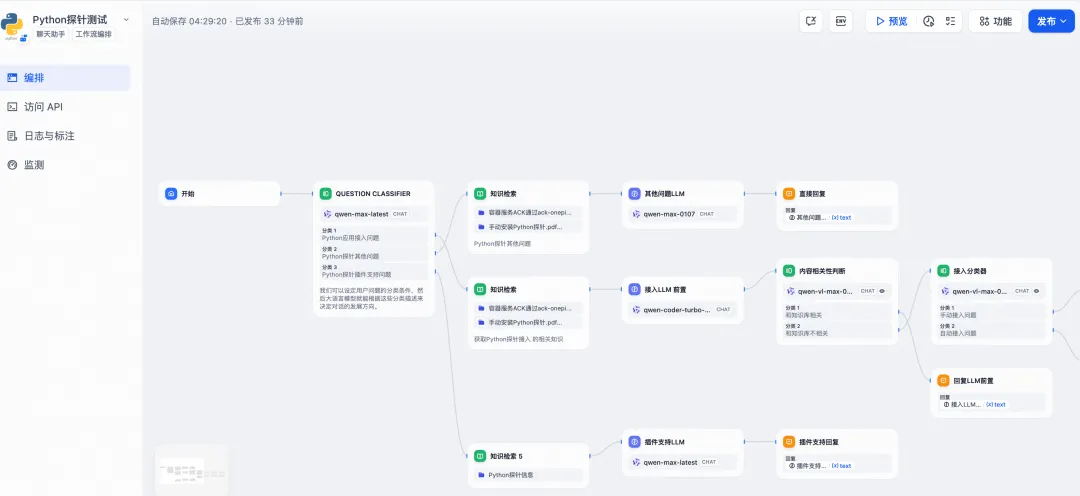 Python探针测试
聊天助手 工作流编排
自动保存 04:29:20 · 已发布 33 分钟前
ENV
预览
功能
发布
编排
访问 API
日志与标注
监测
开始
QUESTION CLASSIFIER
qwen-max-latest CHAT
分类 1
Python应用接入问题
分类 2
Python探针其他问题
分类 3
Python探针插件支持问题
我们可以设定用户问题的分类条件，然
后大语言模型就能根据这些分类描述来
决定对话的发展方向。
知识检索
容器服务ACK通过ack-onepi...
手动安装Python探针.pdf...
Python探针其他问题
其他问题LLM
qwen-max-0107 CHAT
直接回复
回复
其他问题... (x) text
知识检索
容器服务ACK通过ack-onepi...
手动安装Python探针.pdf...
获取Python探针接入 的相关知识
接入LLM 前置
qwen-coder-turbo-... CHAT
内容相关性判断
qwen-vl-max-0... CHAT
分类 1
和知识库相关
分类 2
和知识库不相关
接入分类器
qwen-vl-max-0... CHAT
分类 1
手动接入问题
分类 2
自动接入问题
回复LLM前置
回复
接入LLM... (x) text
知识检索 5
Python探针信息
插件支持LLM
qwen-max-latest CHAT
插件支持回复
回复
插件支持... (x) text